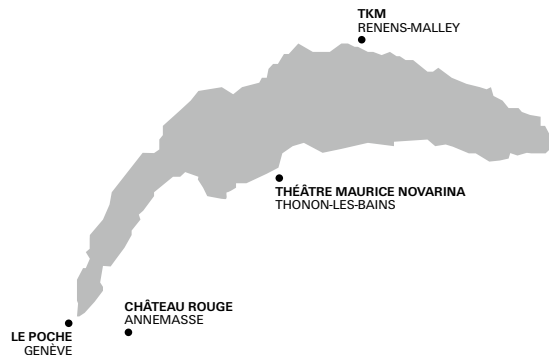 TKM
RENENS-MALLEY
THÉÂTRE MAURICE NOVARINA
THONON-LES-BAINS
CHÂTEAU ROUGE
ANNEMASSE
LE POCHE
GENÈVE